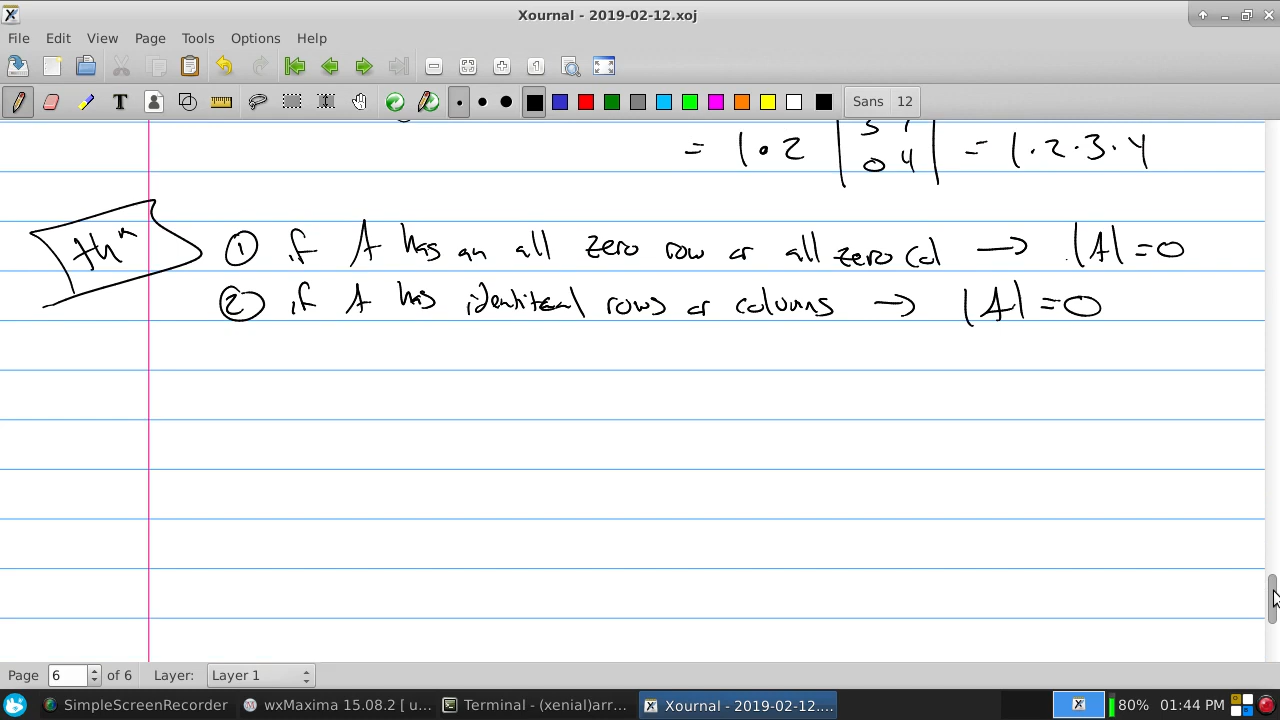 Xournal - 2019-02-12.xoj
File Edit View Page Tools Options Help
Sans 12
= 1 • 2 | 3 0 4 | = 1 · 2 · 3 · 4
Thm ① if A has an all zero row or all zero col → |A| = 0
② if A has identical rows or columns → |A| = 0
Page 6 of 6 Layer: Layer 1
SimpleScreenRecorder wxMaxima 15.08.2 [ u... Terminal - (xenial)arr... Xournal - 2019-02-12.... 80% 01:44 PM